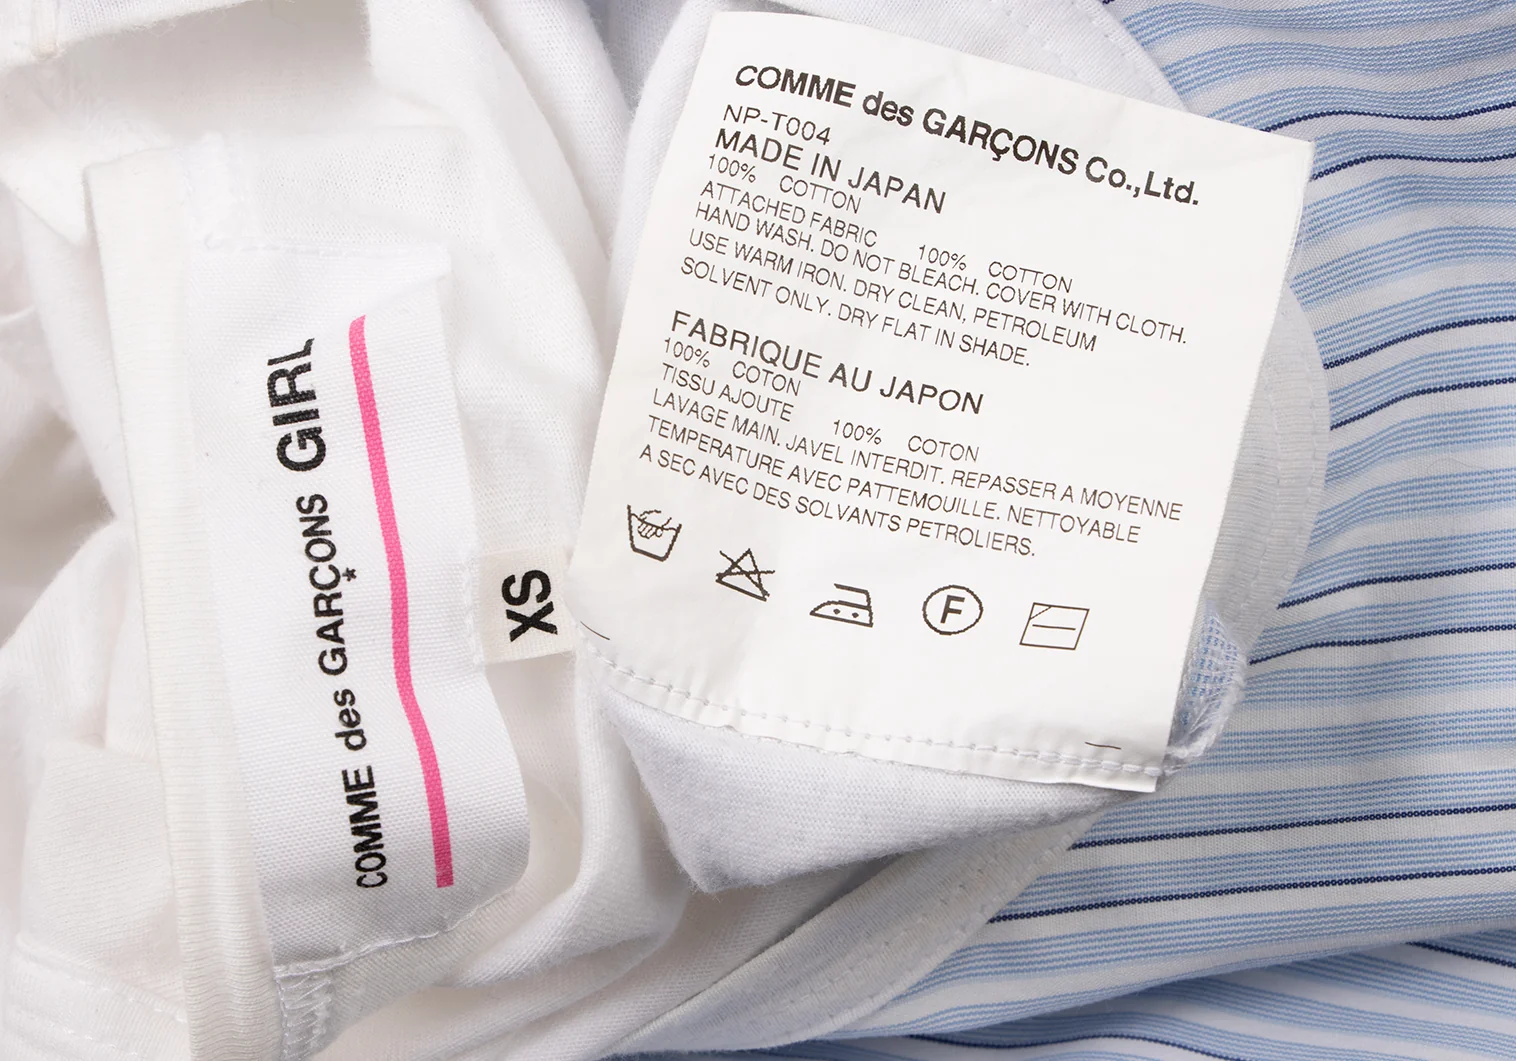 COMME des GARÇONS GIRL
XS
COMME des GARÇONS Co.,Ltd.
NP-T004
MADE IN JAPAN
100% COTTON
ATTACHED FABRIC 100% COTTON
HAND WASH. DO NOT BLEACH. COVER WITH CLOTH.
USE WARM IRON. DRY CLEAN, PETROLEUM
SOLVENT ONLY. DRY FLAT IN SHADE.
FABRIQUE AU JAPON
100% COTON
TISSU AJOUTE 100% COTON
LAVAGE MAIN. JAVEL INTERDIT. REPASSER A MOYENNE
TEMPERATURE AVEC PATTEMOUILLE. NETTOYABLE
A SEC AVEC DES SOLVANTS PETROLIERS.
F